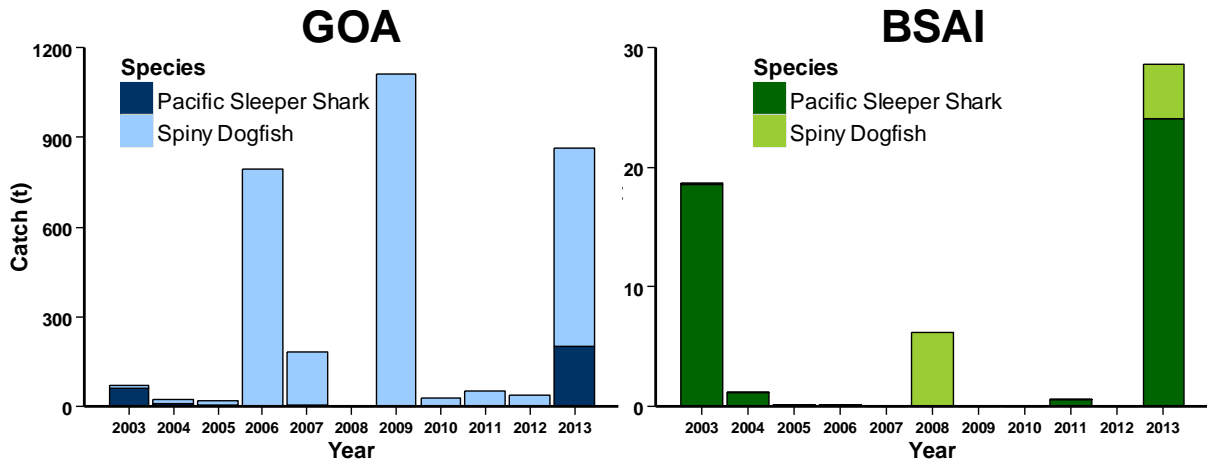 GOA
Species
Pacific Sleeper Shark
Spiny Dogfish
Catch (t)
1200
900
600
300
0
2003 2004 2005 2006 2007 2008 2009 2010 2011 2012 2013
Year
BSAI
Species
Pacific Sleeper Shark
Spiny Dogfish
30
20
10
0
2003 2004 2005 2006 2007 2008 2009 2010 2011 2012 2013
Year